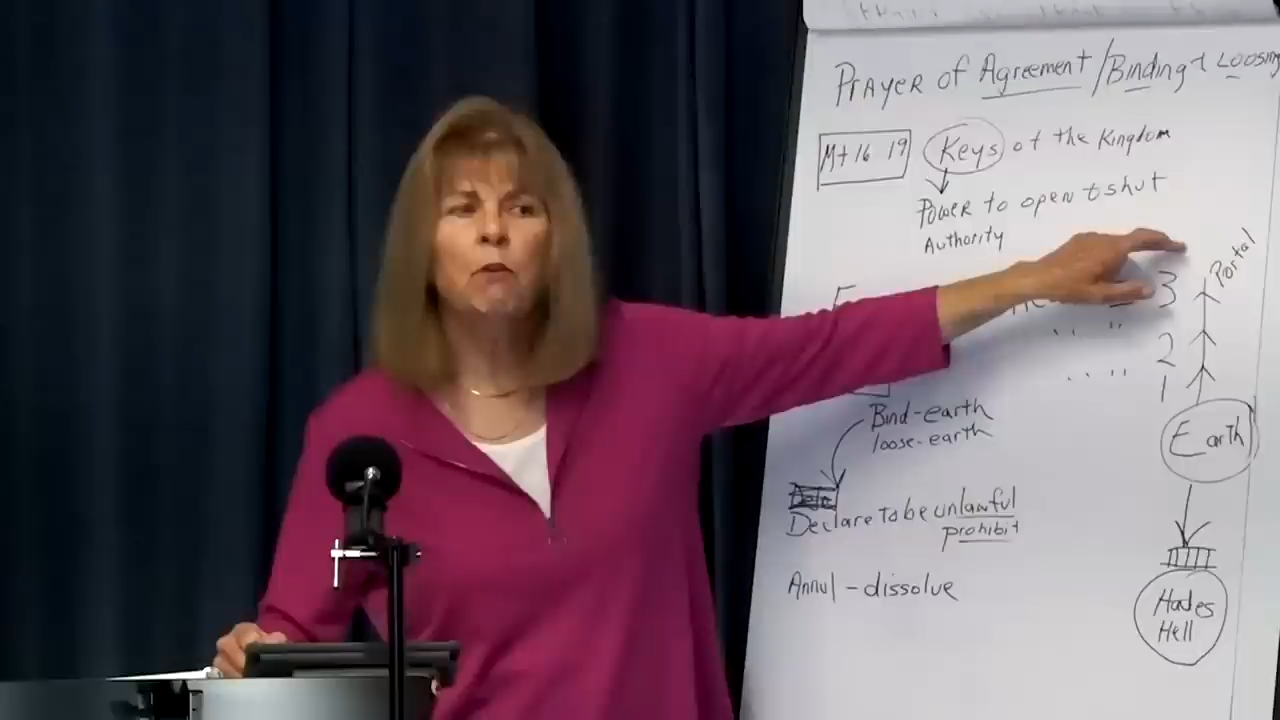 Prayer of Agreement / Binding + Loosing
Mt 16 19
Keys of the Kingdom
Power to open + shut
Authority
Portal
3
2
1
Earth
Bind-earth
loose-earth
Declare to be unlawful
prohibit
Annul - dissolve
Hades
Hell